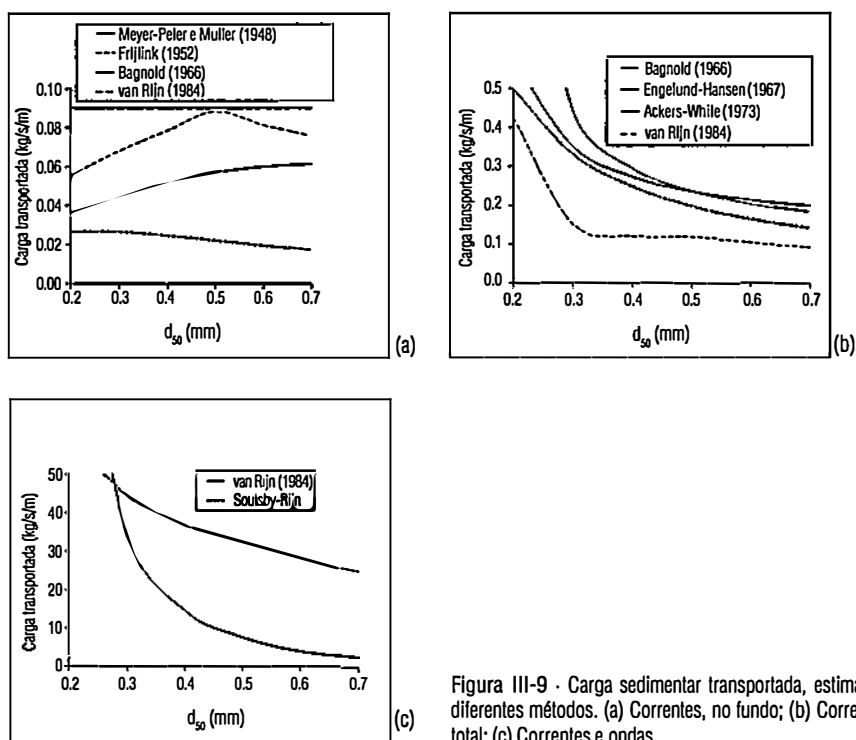 Meyer-Peler e Muller (1948)
Frijlink (1952)
Bagnold (1966)
van Rijn (1984)
Carga transportada (kg/s/m)
0.10
0.08
0.06
0.04
0.02
0.00
0.2 0.3 0.4 0.5 0.6 0.7
d50 (mm)
(a)
Bagnold (1966)
Engelund-Hansen (1967)
Ackers-While (1973)
van Rijn (1984)
Carga transportada (kg/s/m)
0.5
0.4
0.3
0.2
0.1
0.0
0.2 0.3 0.4 0.5 0.6 0.7
d50 (mm)
(b)
van Rijn (1984)
Soulsby-Rijn
Carga transportada (kg/s/m)
50
40
30
20
10
0
0.2 0.3 0.4 0.5 0.6 0.7
d50 (mm)
(c)
Figura III-9 · Carga sedimentar transportada, estima
diferentes métodos. (a) Correntes, no fundo; (b) Corre
total; (c) Correntes e ondas